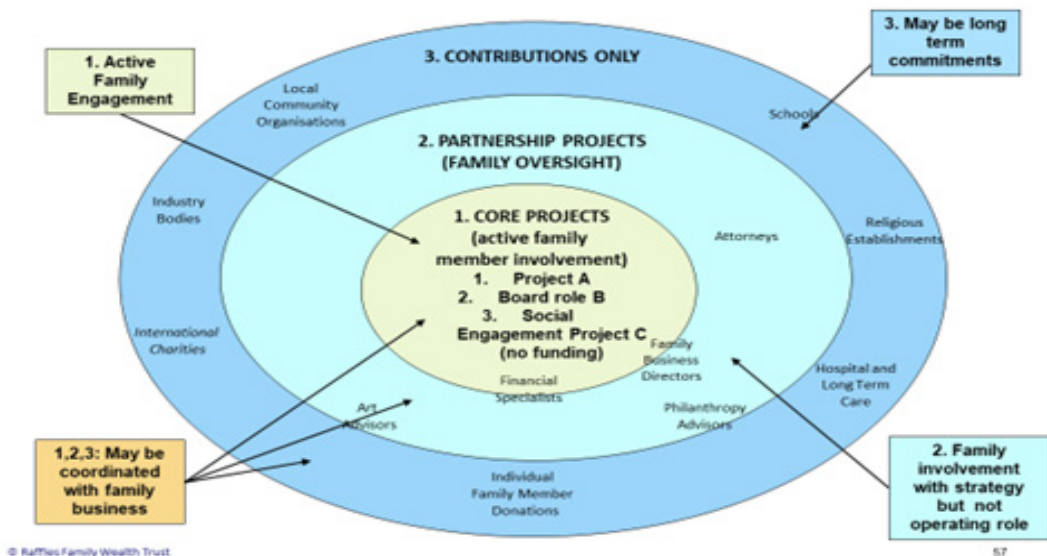 3. CONTRIBUTIONS ONLY
3. May be long
term
commitments
1. Active
Family
Engagement
Local
Community
Organisations
Schools
2. PARTNERSHIP PROJECTS
(FAMILY OVERSIGHT)
Industry
Bodies
1. CORE PROJECTS
(active family
member involvement)
1. Project A
2. Board role B
3. Social
Engagement Project C
(no funding)
Attorneys
Religious
Establishments
International
Charities
Family
Business
Directors
Financial
Specialists
Hospital and
Long Term
Care
Art
Advisors
Philanthropy
Advisors
1,2,3: May be
coordinated
with family
business
Individual
Family Member
Donations
2. Family
involvement
with strategy
but not
operating role
© Raffles Family Wealth Trust
57